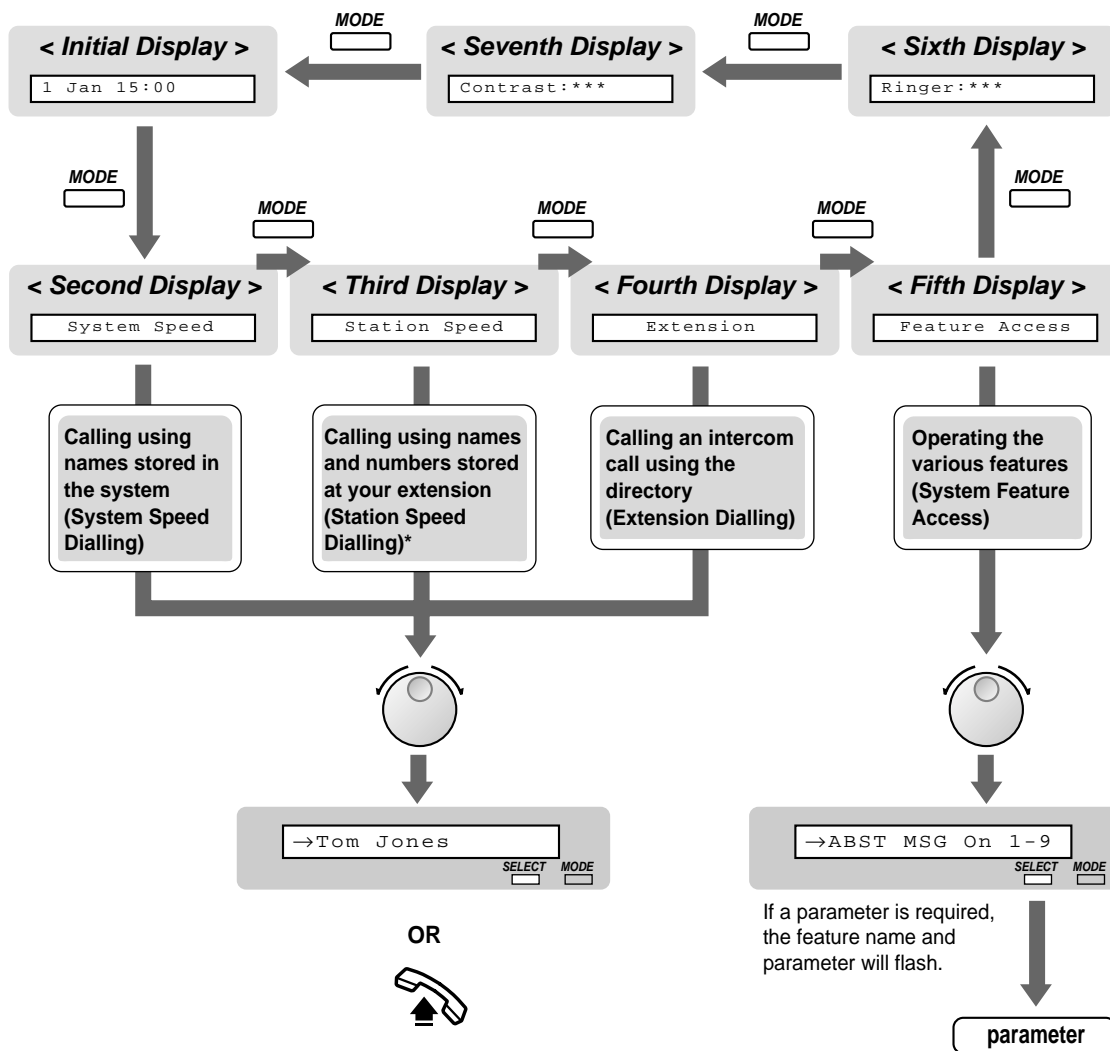 MODE
MODE
< Initial Display >
< Seventh Display >
< Sixth Display >
1 Jan 15:00
Contrast:***
Ringer:***
MODE
MODE
MODE
MODE
MODE
< Second Display >
< Third Display >
< Fourth Display >
< Fifth Display >
System Speed
Station Speed
Extension
Feature Access
Calling using
names stored in
the system
(System Speed
Dialling)
Calling using names
and numbers stored
at your extension
(Station Speed
Dialling)*
Calling an intercom
call using the
directory
(Extension Dialling)
Operating the
various features
(System Feature
Access)
→Tom Jones
SELECT MODE
OR
→ABST MSG On 1-9
SELECT MODE
If a parameter is required,
the feature name and
parameter will flash.
parameter